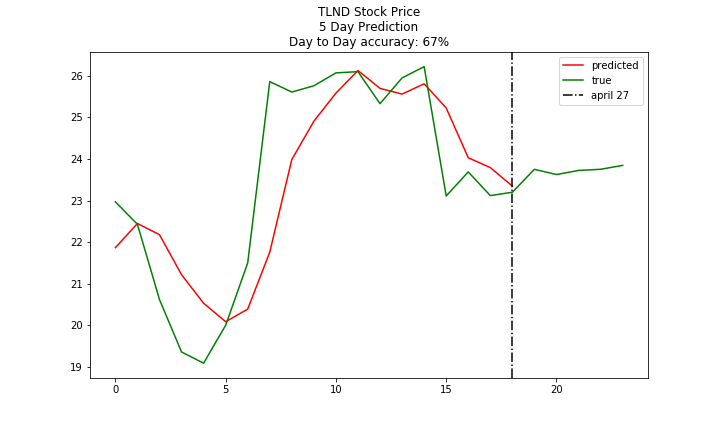 TLND Stock Price
5 Day Prediction
Day to Day accuracy: 67%
predicted
true
april 27
26
25
24
23
22
21
20
19
0 5 10 15 20